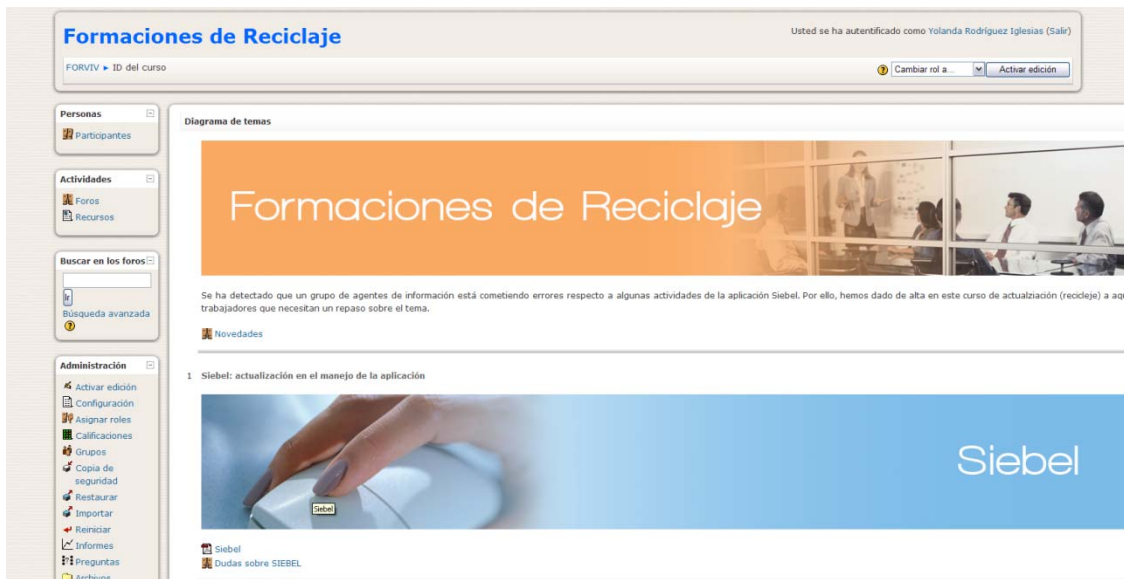 Formaciones de Reciclaje
Usted se ha autentificado como Yolanda Rodríguez Iglesias (Salir)
FORVIV ► ID del curso
Cambiar rol a...
Activar edición
Personas
Participantes
Actividades
Foros
Recursos
Buscar en los foros
Ir
Búsqueda avanzada
Administración
Activar edición
Configuración
Asignar roles
Calificaciones
Grupos
Copia de
seguridad
Restaurar
Importar
Reiniciar
Informes
Preguntas
Archivos
Diagrama de temas
Formaciones de Reciclaje
Se ha detectado que un grupo de agentes de información está cometiendo errores respecto a algunas actividades de la aplicación Siebel. Por ello, hemos dado de alta en este curso de actualziación (recicleje) a aqu
trabajadores que necesitan un repaso sobre el tema.
Novedades
1 Siebel: actualización en el manejo de la aplicación
Siebel
Siebel
Siebel
Dudas sobre SIEBEL